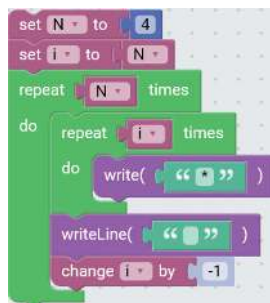 set N to 4
set i to N
repeat N times
do repeat i times
do write( “ * ” )
writeLine( “ ” )
change i by -1